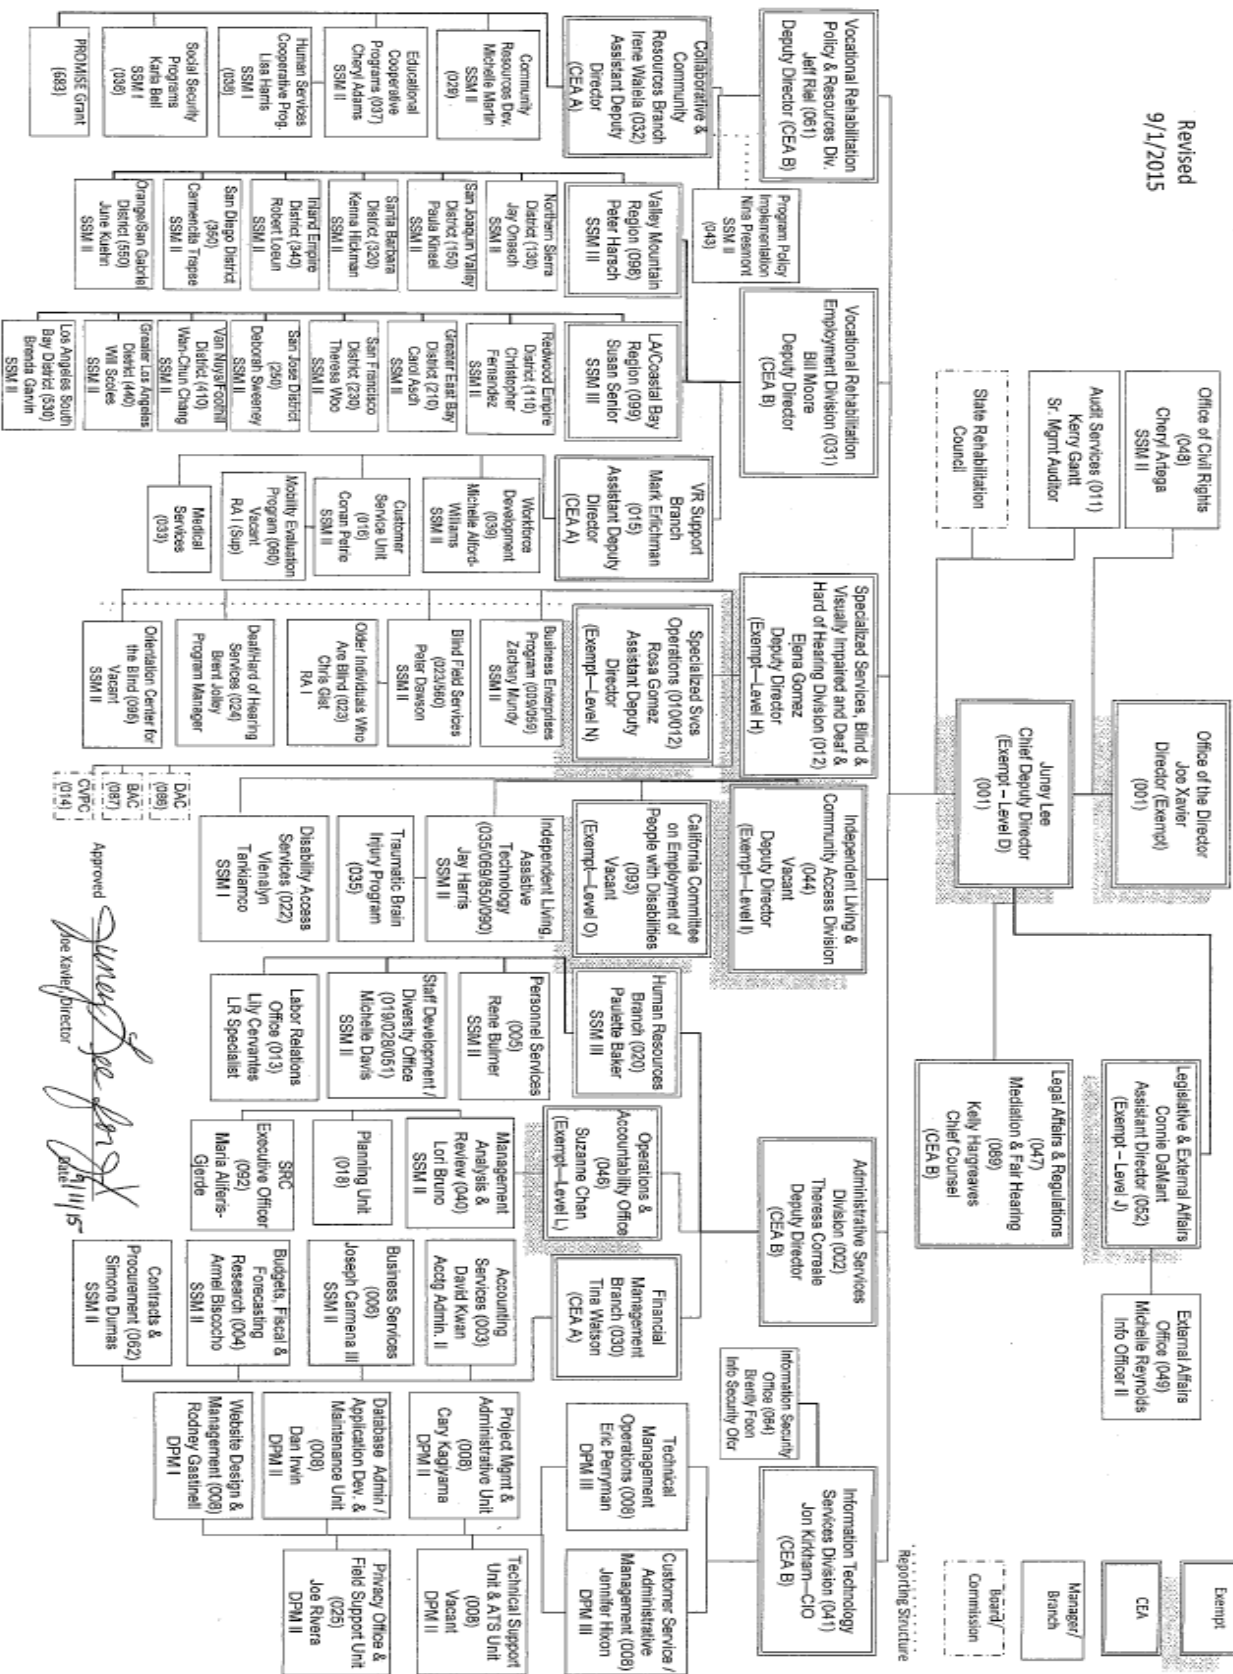 Revised
9/1/2015
Office of the Director
Joe Xavier
Director (Exempt)
(001)
Juney Lee
Chief Deputy Director
(Exempt – Level D)
(001)
Office of Civil Rights
(048)
Cheryl Artega
SSM II
Audit Services (011)
Kerry Gantt
Sr. Mgmt Auditor
State Rehabilitation
Council
Legislative & External Affairs
Connie DaMant
Assistant Director (052)
(Exempt – Level J)
External Affairs
Office (049)
Michelle Reynolds
Info Officer II
Legal Affairs & Regulations
(047)
Mediation & Fair Hearing
(089)
Kelly Hargreaves
Chief Counsel
(CEA B)
Exempt
CEA
Manager/
Branch
Board/
Commission
Reporting Structure
Vocational Rehabilitation
Policy & Resources Div.
Jeff Riel (061)
Deputy Director (CEA B)
Program Policy
Implementation
Nina Presmont
SSM II
(043)
Collaborative &
Community
Resources Branch
Irene Walela (032)
Assistant Deputy
Director
(CEA A)
Community
Resources Dev.
Michelle Martin
SSM II
(029)
Educational
Cooperative
Programs (037)
Cheryl Adams
SSM II
Human Services
Cooperative Prog.
Lisa Harris
SSM I
(038)
Social Security
Programs
Karla Bell
SSM I
(036)
PROMISE Grant
(683)
Vocational Rehabilitation
Employment Division (031)
Bill Moore
Deputy Director
(CEA B)
Valley Mountain
Region (098)
Peter Harsch
SSM III
Northern Sierra
District (130)
Jay Onasch
SSM II
San Joaquin Valley
District (150)
Paula Kinsel
SSM II
Santa Barbara
District (320)
Kenna Hickman
SSM II
Inland Empire
District (340)
Robert Loeun
SSM II
San Diego District
(350)
Carmencita Trapse
SSM II
Orange/San Gabriel
District (550)
June Kuehn
SSM II
LA/Coastal Bay
Region (099)
Susan Senior
SSM III
Redwood Empire
District (110)
Christopher
Fernandez
SSM II
Greater East Bay
District (210)
Carol Asch
SSM II
San Francisco
District (230)
Theresa Woo
SSM II
San Jose District
(250)
Deborah Sweeney
SSM II
Van Nuys/Foothill
District (410)
Wan-Chun Chang
SSM II
Greater Los Angeles
District (440)
Will Scoles
SSM II
Los Angeles South
Bay District (530)
Brenda Garvin
SSM II
VR Support
Branch
(015)
Mark Erlichman
Assistant Deputy
Director
(CEA A)
Workforce
Development
(039)
Michelle Alford-
Williams
SSM II
Customer
Service Unit
(016)
Conan Petrie
SSM II
Mobility Evaluation
Program (060)
Vacant
RA I (Sup)
Medical
Services
(033)
Specialized Services, Blind &
Visually Impaired and Deaf &
Hard of Hearing Division (012)
Elena Gomez
Deputy Director
(Exempt—Level H)
Specialized Svcs
Operations (010/012)
Rosa Gomez
Assistant Deputy
Director
(Exempt—Level N)
Business Enterprises
Program (009/059)
Zachary Mundy
SSM II
Blind Field Services
(023/560)
Peter Dawson
SSM II
Older Individuals Who
Are Blind (023)
Chris Gist
RA I
Deaf/Hard of Hearing
Services (024)
Brent Jolley
Program Manager
Orientation Center for
the Blind (095)
Vacant
SSM II
DAC
(086)
BAC
(087)
CVPC
(014)
Independent Living &
Community Access Division
(044)
Vacant
Deputy Director
(Exempt—Level I)
California Committee
on Employment of
People with Disabilities
(093)
Vacant
(Exempt—Level O)
Independent Living,
Assistive
Technology
(035/069/850/090)
Jay Harris
SSM II
Traumatic Brain
Injury Program
(035)
Disability Access
Services (022)
Vienalyn
Tankiamco
SSM I
Administrative Services
Division (002)
Theresa Correale
Deputy Director
(CEA B)
Human Resources
Branch (020)
Paulette Baker
SSM III
Personnel Services
(005)
Rene Bulmer
SSM II
Staff Development /
Diversity Office
(019/028/051)
Michelle Davis
SSM II
Labor Relations
Office (013)
Lily Cervantes
LR Specialist
Operations &
Accountability Office
(046)
Suzanne Chan
(Exempt—Level L)
Management
Analysis &
Review (040)
Lori Bruno
SSM II
Planning Unit
(018)
SRC
Executive Officer
(092)
Maria Aliferis-
Gjerde
Financial
Management
Branch (030)
Tina Watson
(CEA A)
Accounting
Services (003)
David Kwan
Acctg Admin. II
Business Services
(006)
Joseph Carmena III
SSM II
Budgets, Fiscal &
Forecasting
Research (004)
Armel Biscocho
SSM II
Contracts &
Procurement (062)
Simone Dumas
SSM II
Information Technology
Services Division (041)
Jon Kirkham—CIO
(CEA B)
Information Security
Office (064)
Brently Foon
Info Security Ofcr
Technical
Management
Operations (008)
Eric Perryman
DPM III
Customer Service /
Administrative
Management (008)
Jennifer Hixon
DPM III
Project Mgmt &
Administrative Unit
(008)
Cary Kagiyama
DPM II
Technical Support
Unit & ATS Unit
(008)
Vacant
DPM II
Database Admin /
Application Dev. &
Maintenance Unit
(008)
Dan Irwin
DPM II
Privacy Office &
Field Support Unit
(025)
Joe Rivera
DPM II
Website Design &
Management (008)
Rodney Gastinell
DPM I
Approved Juney Lee for JX 9/11/15
Joe Xavier, Director Date